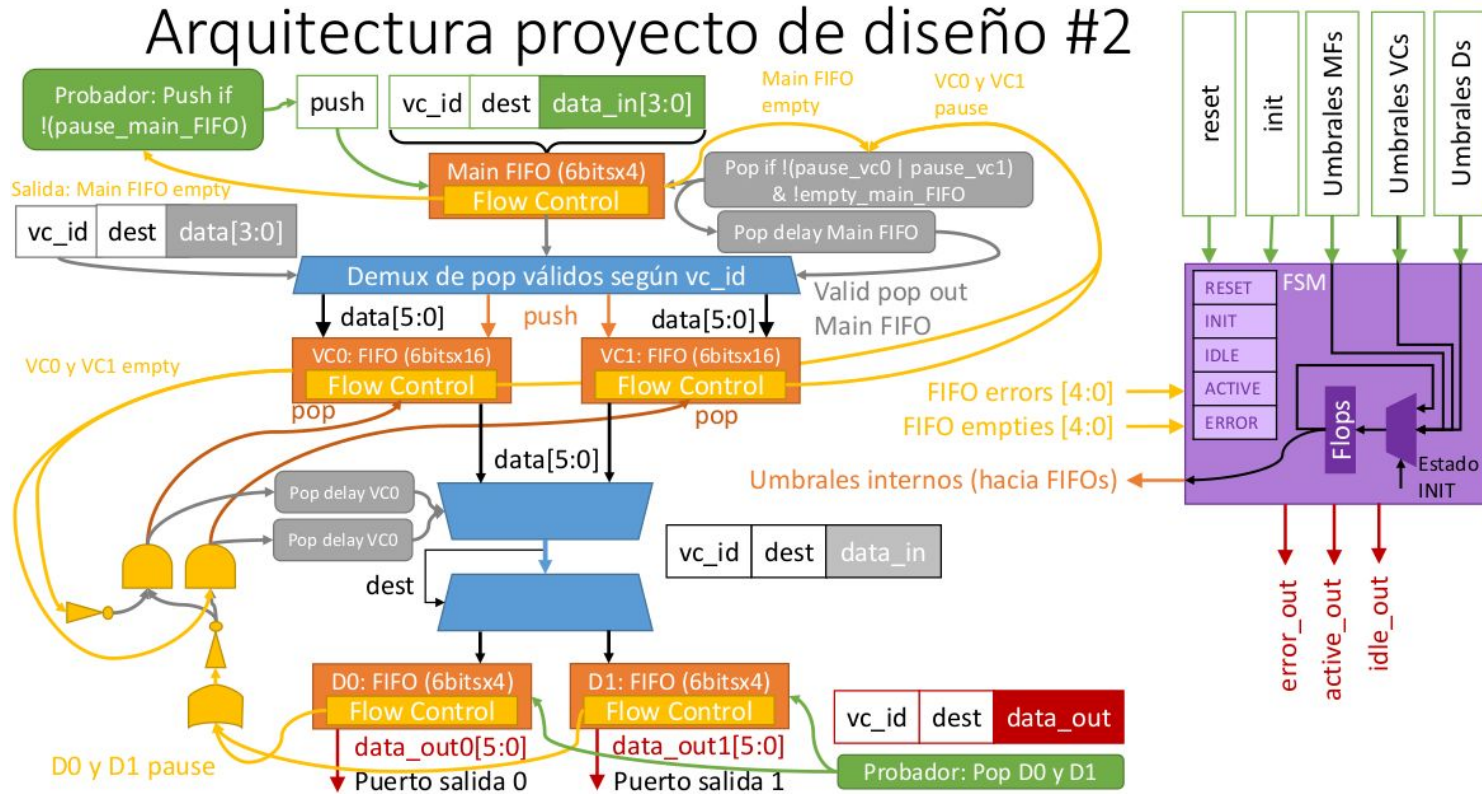 Arquitectura proyecto de diseño #2
Probador: Push if
!(pause_main_FIFO)
push
vc_id dest data_in[3:0]
Main FIFO
empty
VC0 y VC1
pause
Main FIFO (6bitsx4)
Flow Control
Pop if !(pause_vc0 | pause_vc1)
& !empty_main_FIFO
Salida: Main FIFO empty
vc_id dest data[3:0]
Pop delay Main FIFO
Demux de pop válidos según vc_id
Valid pop out
Main FIFO
data[5:0]
push
data[5:0]
VC0 y VC1 empty
VC0: FIFO (6bitsx16)
Flow Control
VC1: FIFO (6bitsx16)
Flow Control
pop
pop
data[5:0]
Pop delay VC0
Pop delay VC0
vc_id dest data_in
dest
D0: FIFO (6bitsx4)
Flow Control
D1: FIFO (6bitsx4)
Flow Control
vc_id dest data_out
D0 y D1 pause
data_out0[5:0]
Puerto salida 0
data_out1[5:0]
Puerto salida 1
Probador: Pop D0 y D1
reset
init
Umbrales MFs
Umbrales VCs
Umbrales Ds
FSM
RESET
INIT
IDLE
ACTIVE
ERROR
FIFO errors [4:0]
FIFO empties [4:0]
Flops
Estado
INIT
Umbrales internos (hacia FIFOs)
error_out
active_out
idle_out